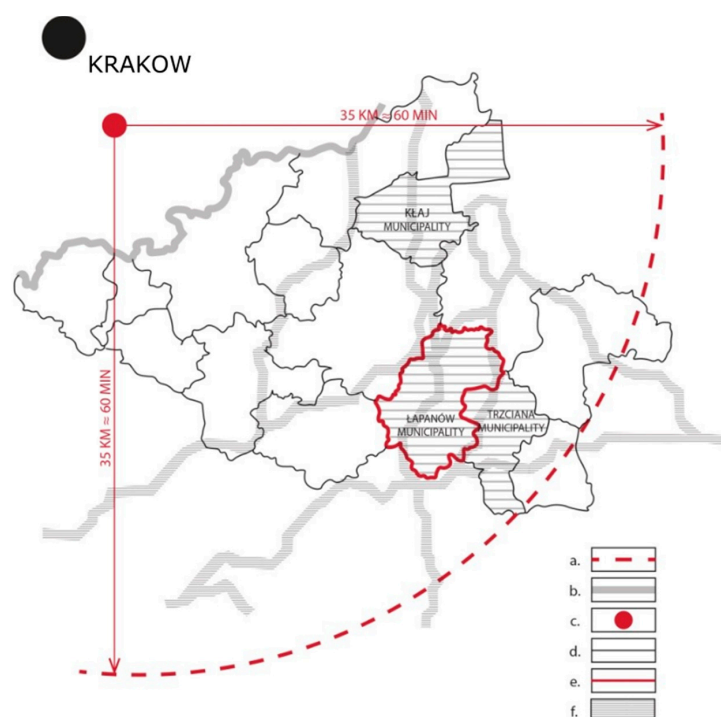 KRAKOW
35 KM ≈ 60 MIN
KŁAJ
MUNICIPALITY
35 KM ≈ 60 MIN
ŁAPANÓW
MUNICIPALITY
TRZCIANA
MUNICIPALITY
a.
b.
c.
d.
e.
f.